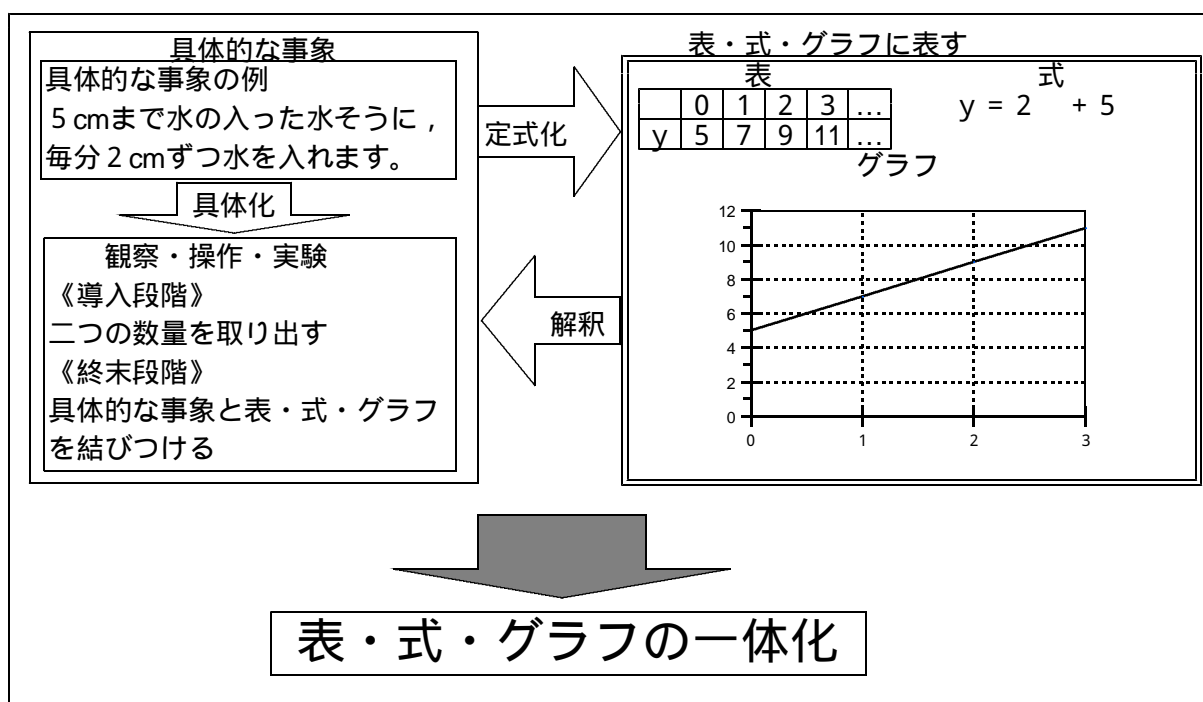 具体的な事象
具体的な事象の例
５cmまで水の入った水そうに，
毎分２cmずつ水を入れます。
具体化
観察・操作・実験
《導入段階》
二つの数量を取り出す
《終末段階》
具体的な事象と表・式・グラフ
を結びつける
定式化
解釈
表・式・グラフに表す
表
0 1 2 3 …
y 5 7 9 11 …
式
y = 2 + 5
グラフ
12
10
8
6
4
2
0
0 1 2 3
表・式・グラフの一体化